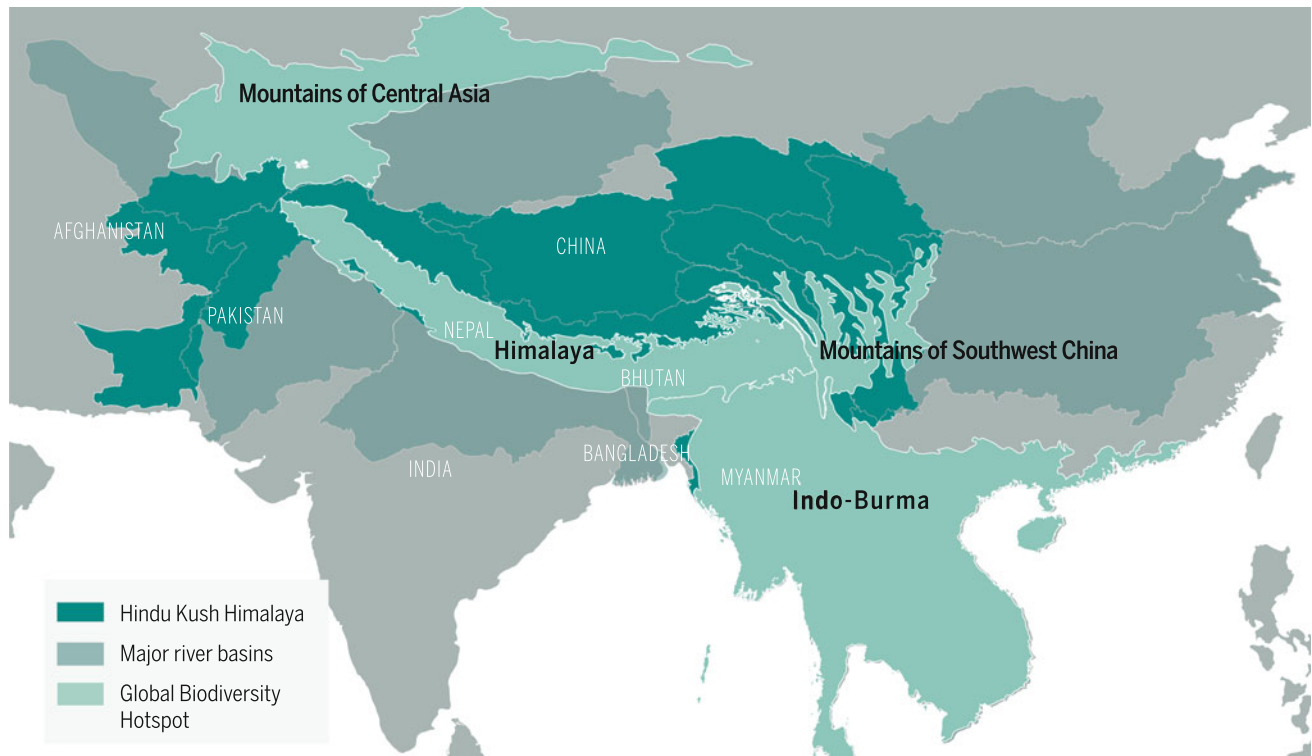 Mountains of Central Asia
AFGHANISTAN
CHINA
PAKISTAN
NEPAL
Himalaya
Mountains of Southwest China
BHUTAN
BANGLADESH
INDIA
MYANMAR
Indo-Burma
Hindu Kush Himalaya
Major river basins
Global Biodiversity
Hotspot